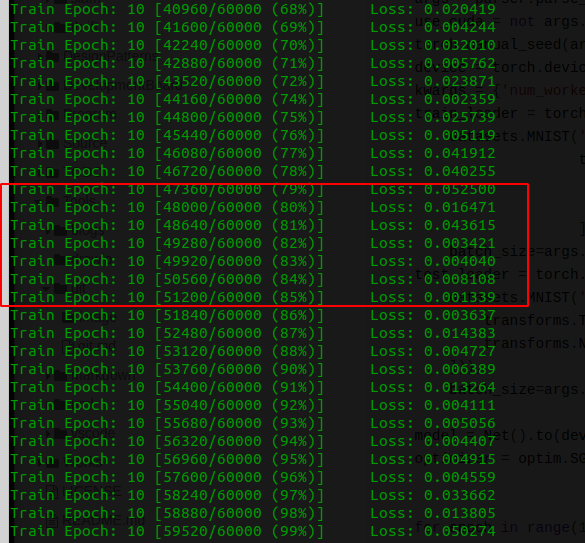 Train Epoch: 10 [40960/60000 (68%)] Loss: 0.020419
Train Epoch: 10 [41600/60000 (69%)] Loss: 0.004244
Train Epoch: 10 [42240/60000 (70%)] Loss: 0.032010
Train Epoch: 10 [42880/60000 (71%)] Loss: 0.005762
Train Epoch: 10 [43520/60000 (72%)] Loss: 0.023871
Train Epoch: 10 [44160/60000 (74%)] Loss: 0.002359
Train Epoch: 10 [44800/60000 (75%)] Loss: 0.025739
Train Epoch: 10 [45440/60000 (76%)] Loss: 0.005119
Train Epoch: 10 [46080/60000 (77%)] Loss: 0.041912
Train Epoch: 10 [46720/60000 (78%)] Loss: 0.040255
Train Epoch: 10 [47360/60000 (79%)] Loss: 0.052500
Train Epoch: 10 [48000/60000 (80%)] Loss: 0.016471
Train Epoch: 10 [48640/60000 (81%)] Loss: 0.043615
Train Epoch: 10 [49280/60000 (82%)] Loss: 0.003421
Train Epoch: 10 [49920/60000 (83%)] Loss: 0.004040
Train Epoch: 10 [50560/60000 (84%)] Loss: 0.008108
Train Epoch: 10 [51200/60000 (85%)] Loss: 0.001339
Train Epoch: 10 [51840/60000 (86%)] Loss: 0.003637
Train Epoch: 10 [52480/60000 (87%)] Loss: 0.014383
Train Epoch: 10 [53120/60000 (88%)] Loss: 0.004727
Train Epoch: 10 [53760/60000 (90%)] Loss: 0.006389
Train Epoch: 10 [54400/60000 (91%)] Loss: 0.013264
Train Epoch: 10 [55040/60000 (92%)] Loss: 0.004111
Train Epoch: 10 [55680/60000 (93%)] Loss: 0.005056
Train Epoch: 10 [56320/60000 (94%)] Loss: 0.004407
Train Epoch: 10 [56960/60000 (95%)] Loss: 0.004915
Train Epoch: 10 [57600/60000 (96%)] Loss: 0.004559
Train Epoch: 10 [58240/60000 (97%)] Loss: 0.033662
Train Epoch: 10 [58880/60000 (98%)] Loss: 0.013805
Train Epoch: 10 [59520/60000 (99%)] Loss: 0.050274